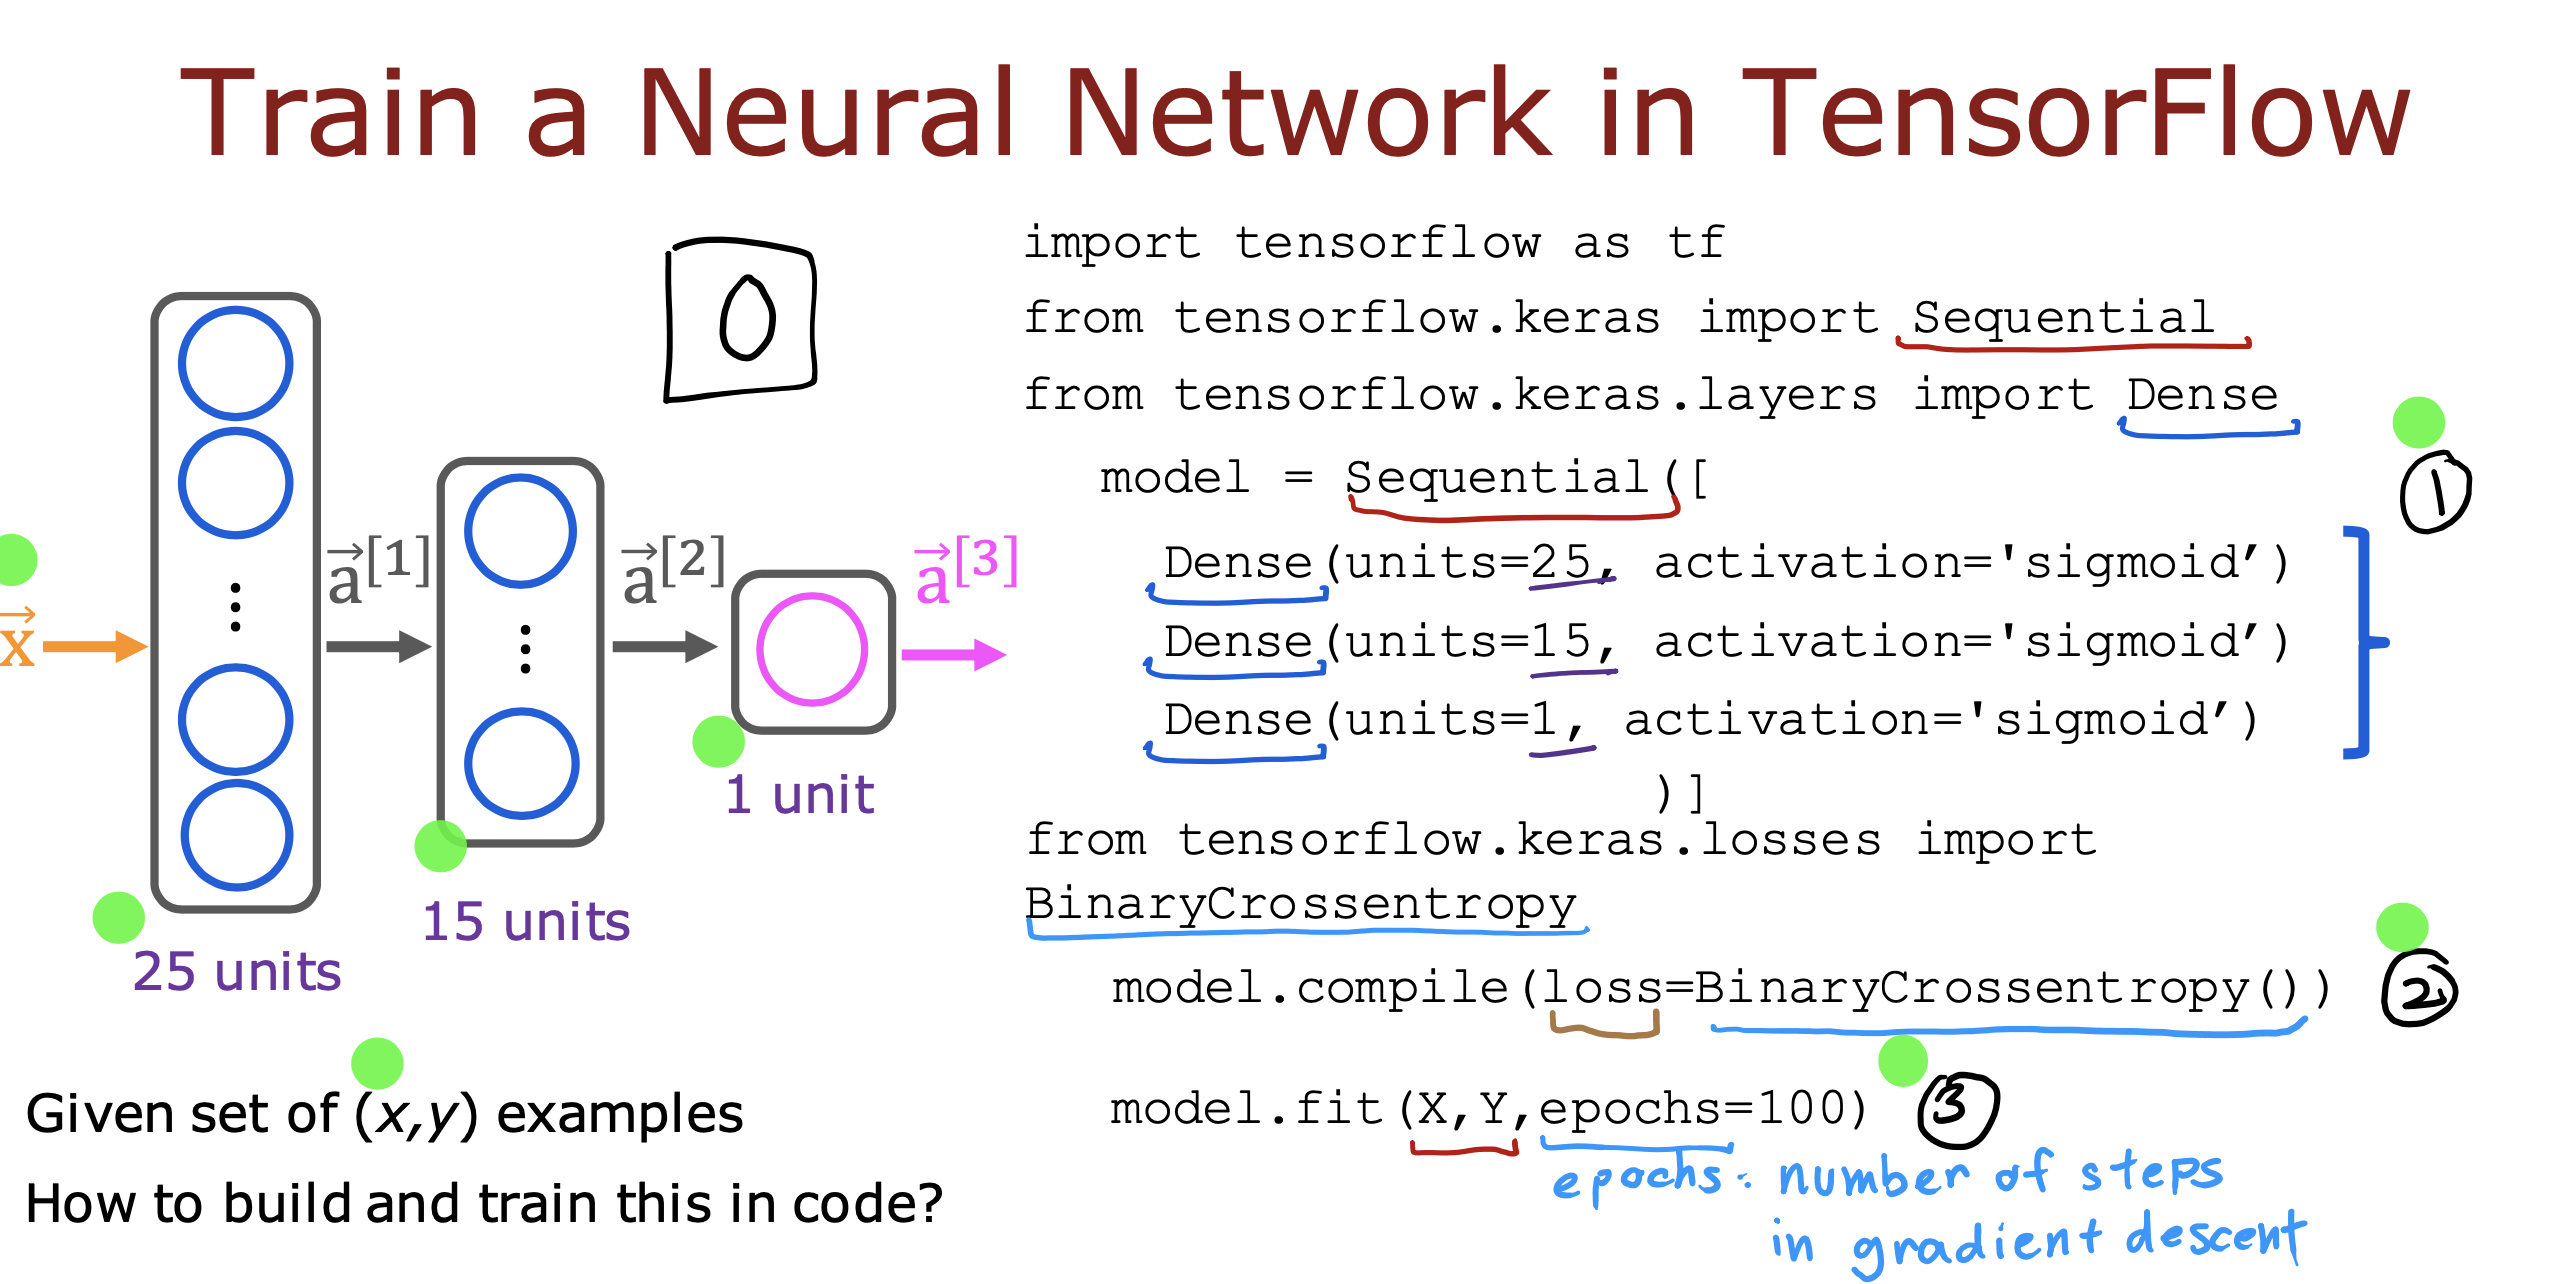 Train a Neural Network in TensorFlow
0
x⃗
a⃗[1]
a⃗[2]
a⃗[3]
25 units
15 units
1 unit
Given set of (x,y) examples
How to build and train this in code?
import tensorflow as tf
from tensorflow.keras import Sequential
from tensorflow.keras.layers import Dense
model = Sequential([
Dense(units=25, activation='sigmoid’)
Dense(units=15, activation='sigmoid’)
Dense(units=1, activation='sigmoid’)
)]
1
from tensorflow.keras.losses import
BinaryCrossentropy
model.compile(loss=BinaryCrossentropy())
2
model.fit(X,Y,epochs=100)
3
epochs: number of steps
in gradient descent